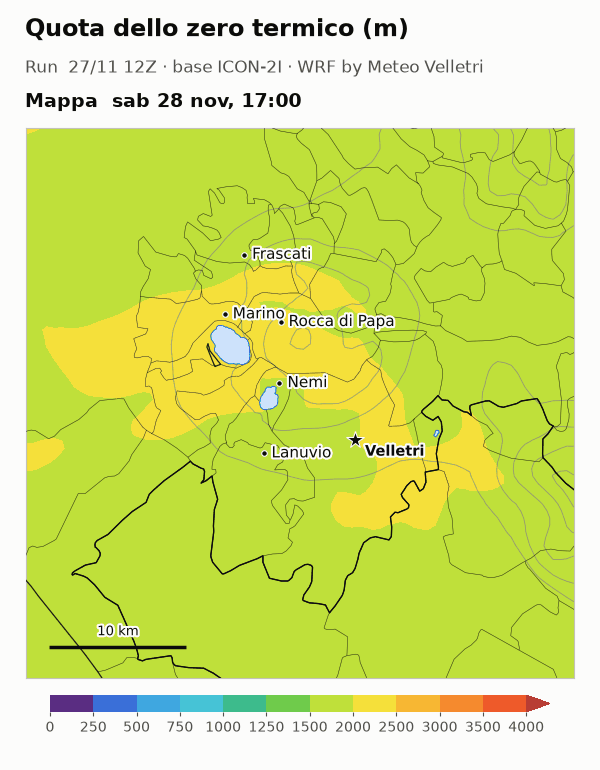 Quota dello zero termico (m)
Run 27/11 12Z · base ICON-2I · WRF by Meteo Velletri
Mappa sab 28 nov, 17:00
Frascati
Marino
Rocca di Papa
Nemi
Velletri
Lanuvio
10 km
0 250 500 750 1000 1250 1500 2000 2500 3000 3500 4000